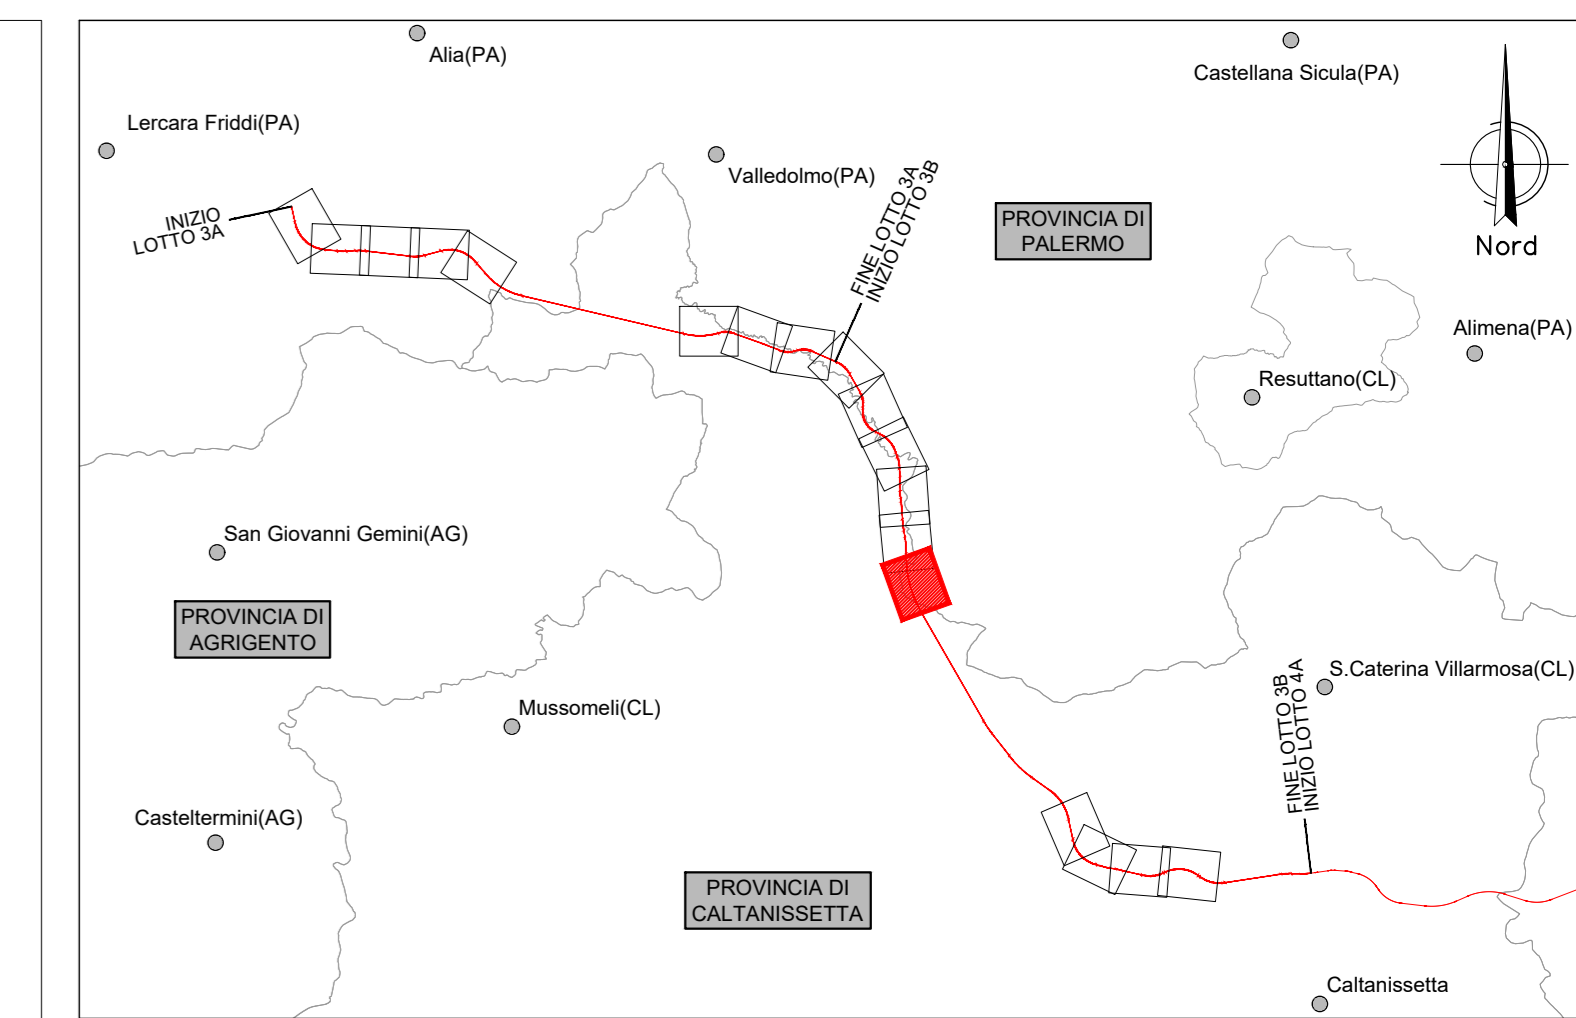 Alia(PA)
Castellana Sicula(PA)
Lercara Friddi(PA)
Valledolmo(PA)
INIZIO
LOTTO 3A
FINE LOTTO 3A
INIZIO LOTTO 3B
PROVINCIA DI
PALERMO
Nord
Alimena(PA)
Resuttano(CL)
San Giovanni Gemini(AG)
PROVINCIA DI
AGRIGENTO
Mussomeli(CL)
S.Caterina Villarmosa(CL)
FINE LOTTO 3B
INIZIO LOTTO 4A
Casteltermini(AG)
PROVINCIA DI
CALTANISSETTA
Caltanissetta